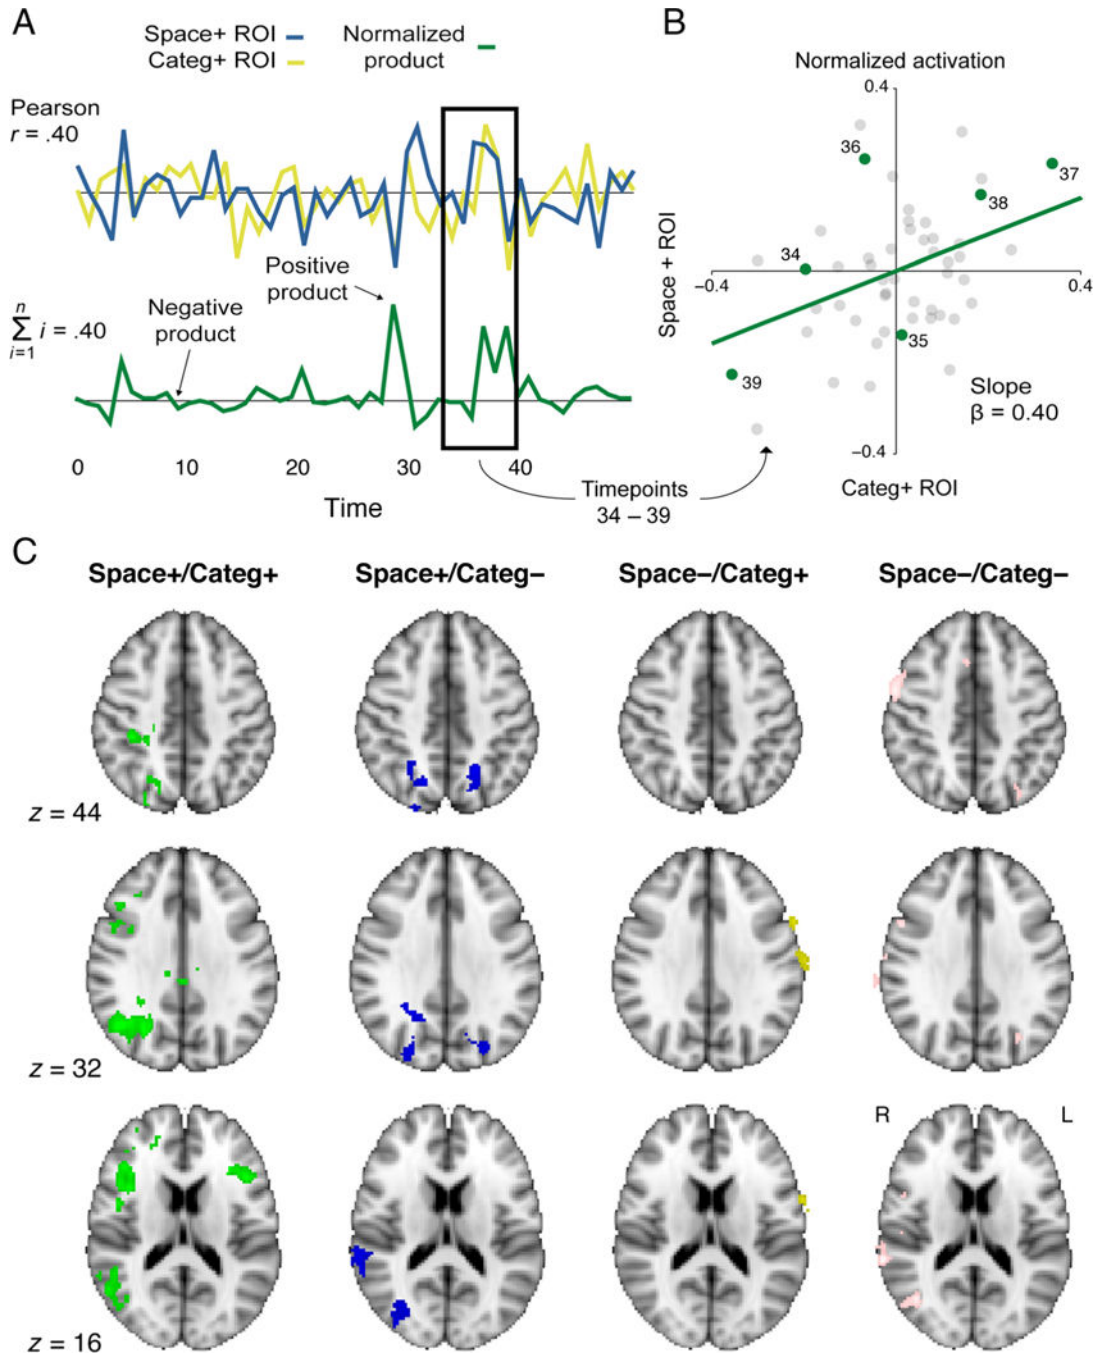 A
Space+ ROI
Categ+ ROI
Normalized
product
Pearson
r = .40
Positive
product
Negative
product
n
∑ i = .40
i=1
0 10 20 30 40
Time
Timepoints
34 – 39
B
Normalized activation
0.4
36
37
38
34
−0.4
0.4
35
39
Slope
β = 0.40
−0.4
Space + ROI
Categ+ ROI
C
Space+/Categ+ Space+/Categ– Space–/Categ+ Space–/Categ–
z = 44
z = 32
R L
z = 16